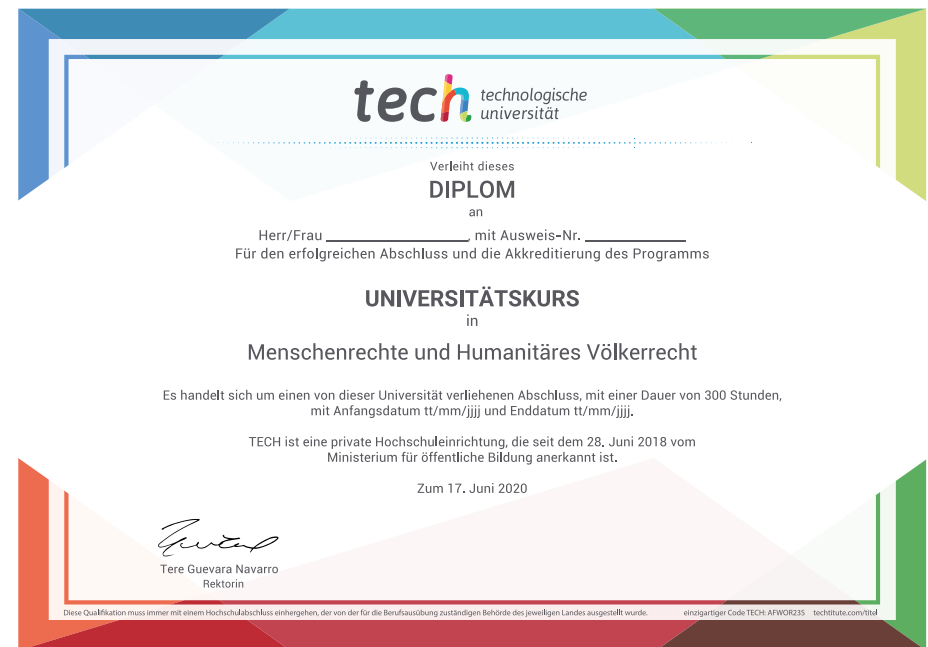 tech technologische
universität
Verleiht dieses
DIPLOM
an
Herr/Frau ____________________, mit Ausweis-Nr. ______________
Für den erfolgreichen Abschluss und die Akkreditierung des Programms
UNIVERSITÄTSKURS
in
Menschenrechte und Humanitäres Völkerrecht
Es handelt sich um einen von dieser Universität verliehenen Abschluss, mit einer Dauer von 300 Stunden,
mit Anfangsdatum tt/mm/jjjj und Enddatum tt/mm/jjjj.
TECH ist eine private Hochschuleinrichtung, die seit dem 28. Juni 2018 vom
Ministerium für öffentliche Bildung anerkannt ist.
Zum 17. Juni 2020
Tere Guevara Navarro
Rektorin
Diese Qualifikation muss immer mit einem Hochschulabschluss einhergehen, der von der für die Berufsausübung zuständigen Behörde des jeweiligen Landes ausgestellt wurde. einzigartiger Code TECH: AFWOR23S techtitute.com/titel